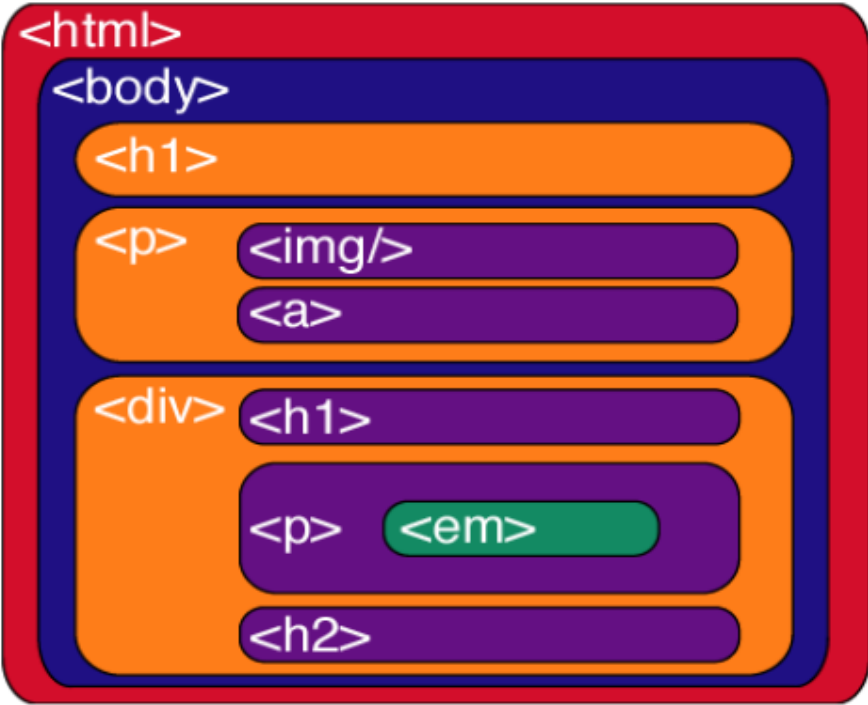 <html>
<body>
<h1>
<p>
<img/>
<a>
<div>
<h1>
<p>
<em>
<h2>